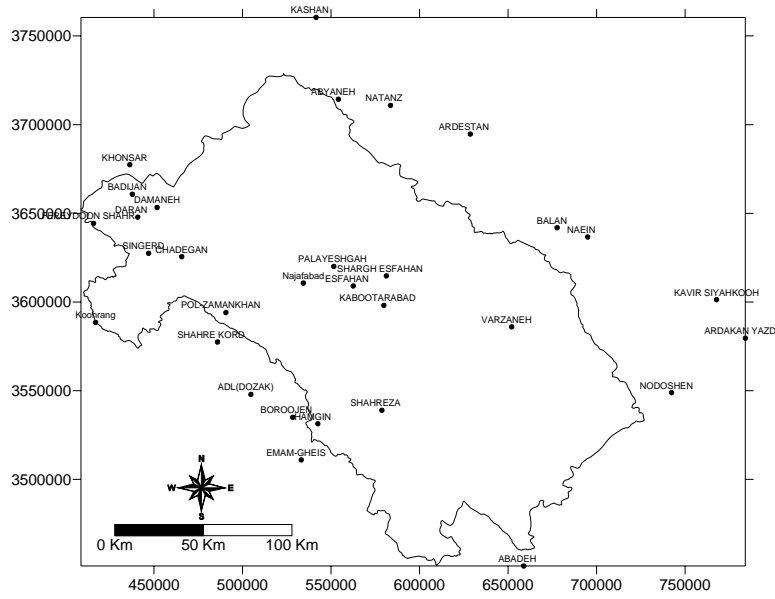 KASHAN
3750000
ABYANEH
NATANZ
3700000
ARDESTAN
KHONSAR
BADIJAN
DAMANEH
3650000
DARAN
FEREYDOON SHAHR
BALAN
NAEIN
SINGERD
CHADEGAN
PALAYESHGAH
SHARGH ESFAHAN
Najafabad
ESFAHAN
3600000
KABOOTARABAD
KAVIR SIYAHKOOH
POL-ZAMANKHAN
Koohrang
VARZANEH
SHAHRE KORD
ARDAKAN YAZD
3550000
ADL(DOZAK)
NODOSHEN
BOROOJEN
HAMGIN
SHAHREZA
EMAM-GHEIS
3500000
N
W
E
S
0 Km
50 Km
100 Km
ABADEH
450000
500000
550000
600000
650000
700000
750000